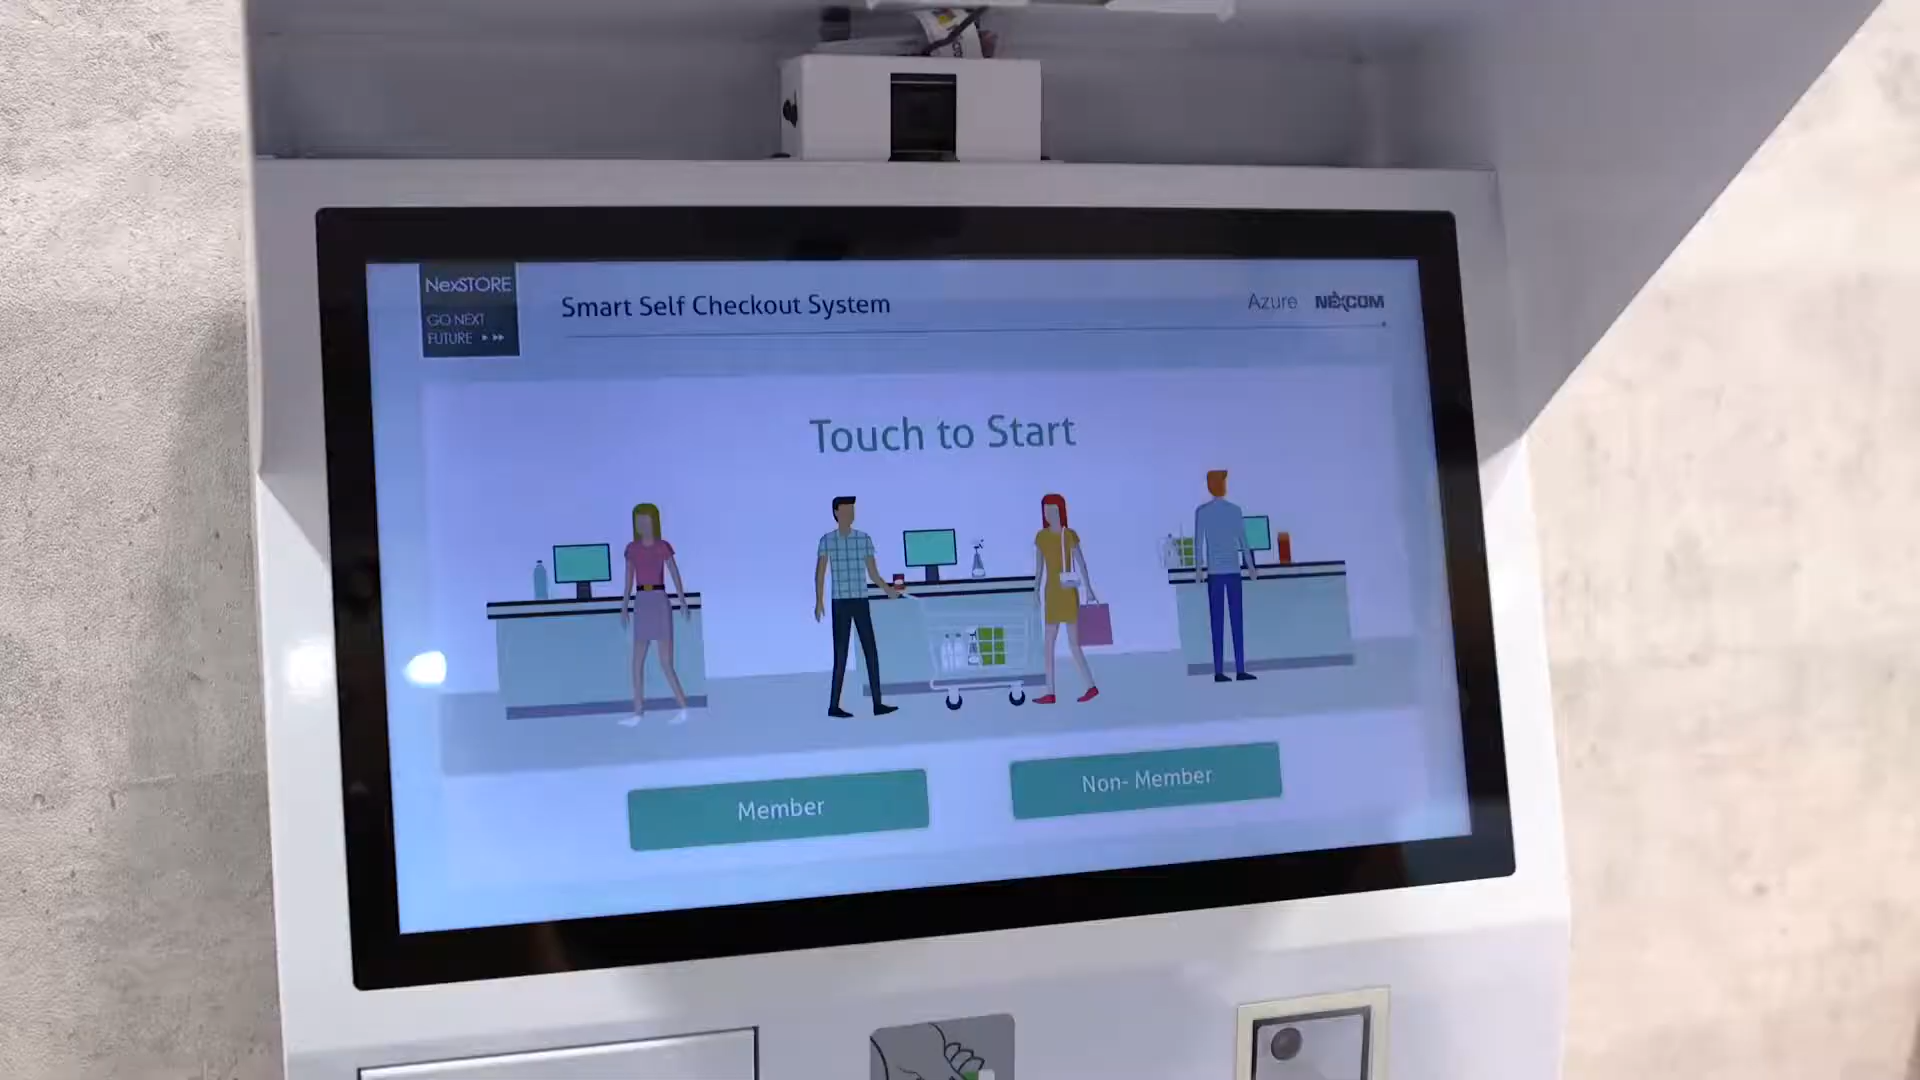 NexSTORE
GO NEXT
FUTURE
Smart Self Checkout System
Azure NEXCOM
Touch to Start
Member
Non- Member